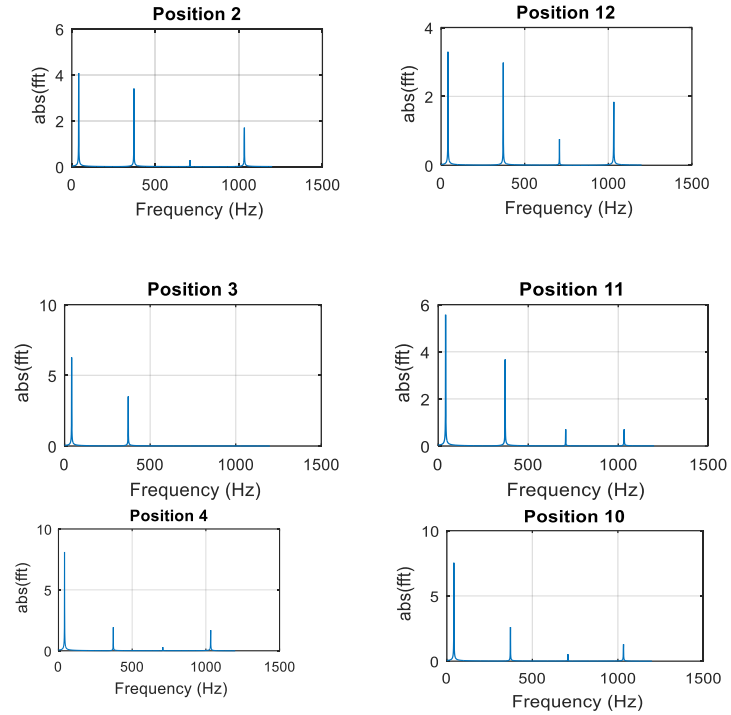 Position 2
6
4
2
0
abs(fft)
0 500 1000 1500
Frequency (Hz)
Position 12
4
2
0
abs(fft)
0 500 1000 1500
Frequency (Hz)
Position 3
10
5
0
abs(fft)
0 500 1000 1500
Frequency (Hz)
Position 11
6
4
2
0
abs(fft)
0 500 1000 1500
Frequency (Hz)
Position 4
10
5
0
abs(fft)
0 500 1000 1500
Frequency (Hz)
Position 10
10
5
0
abs(fft)
0 500 1000 1500
Frequency (Hz)